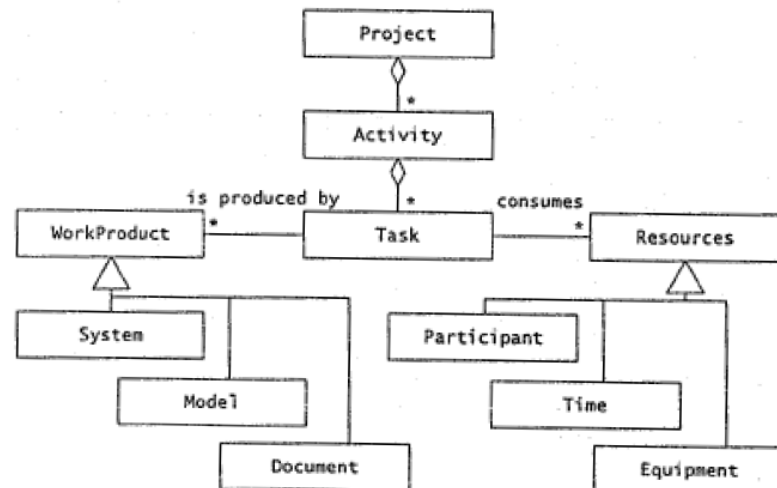 Project
*
Activity
is produced by
*
consumes
WorkProduct
*
Task
*
Resources
System
Participant
Model
Time
Document
Equipment